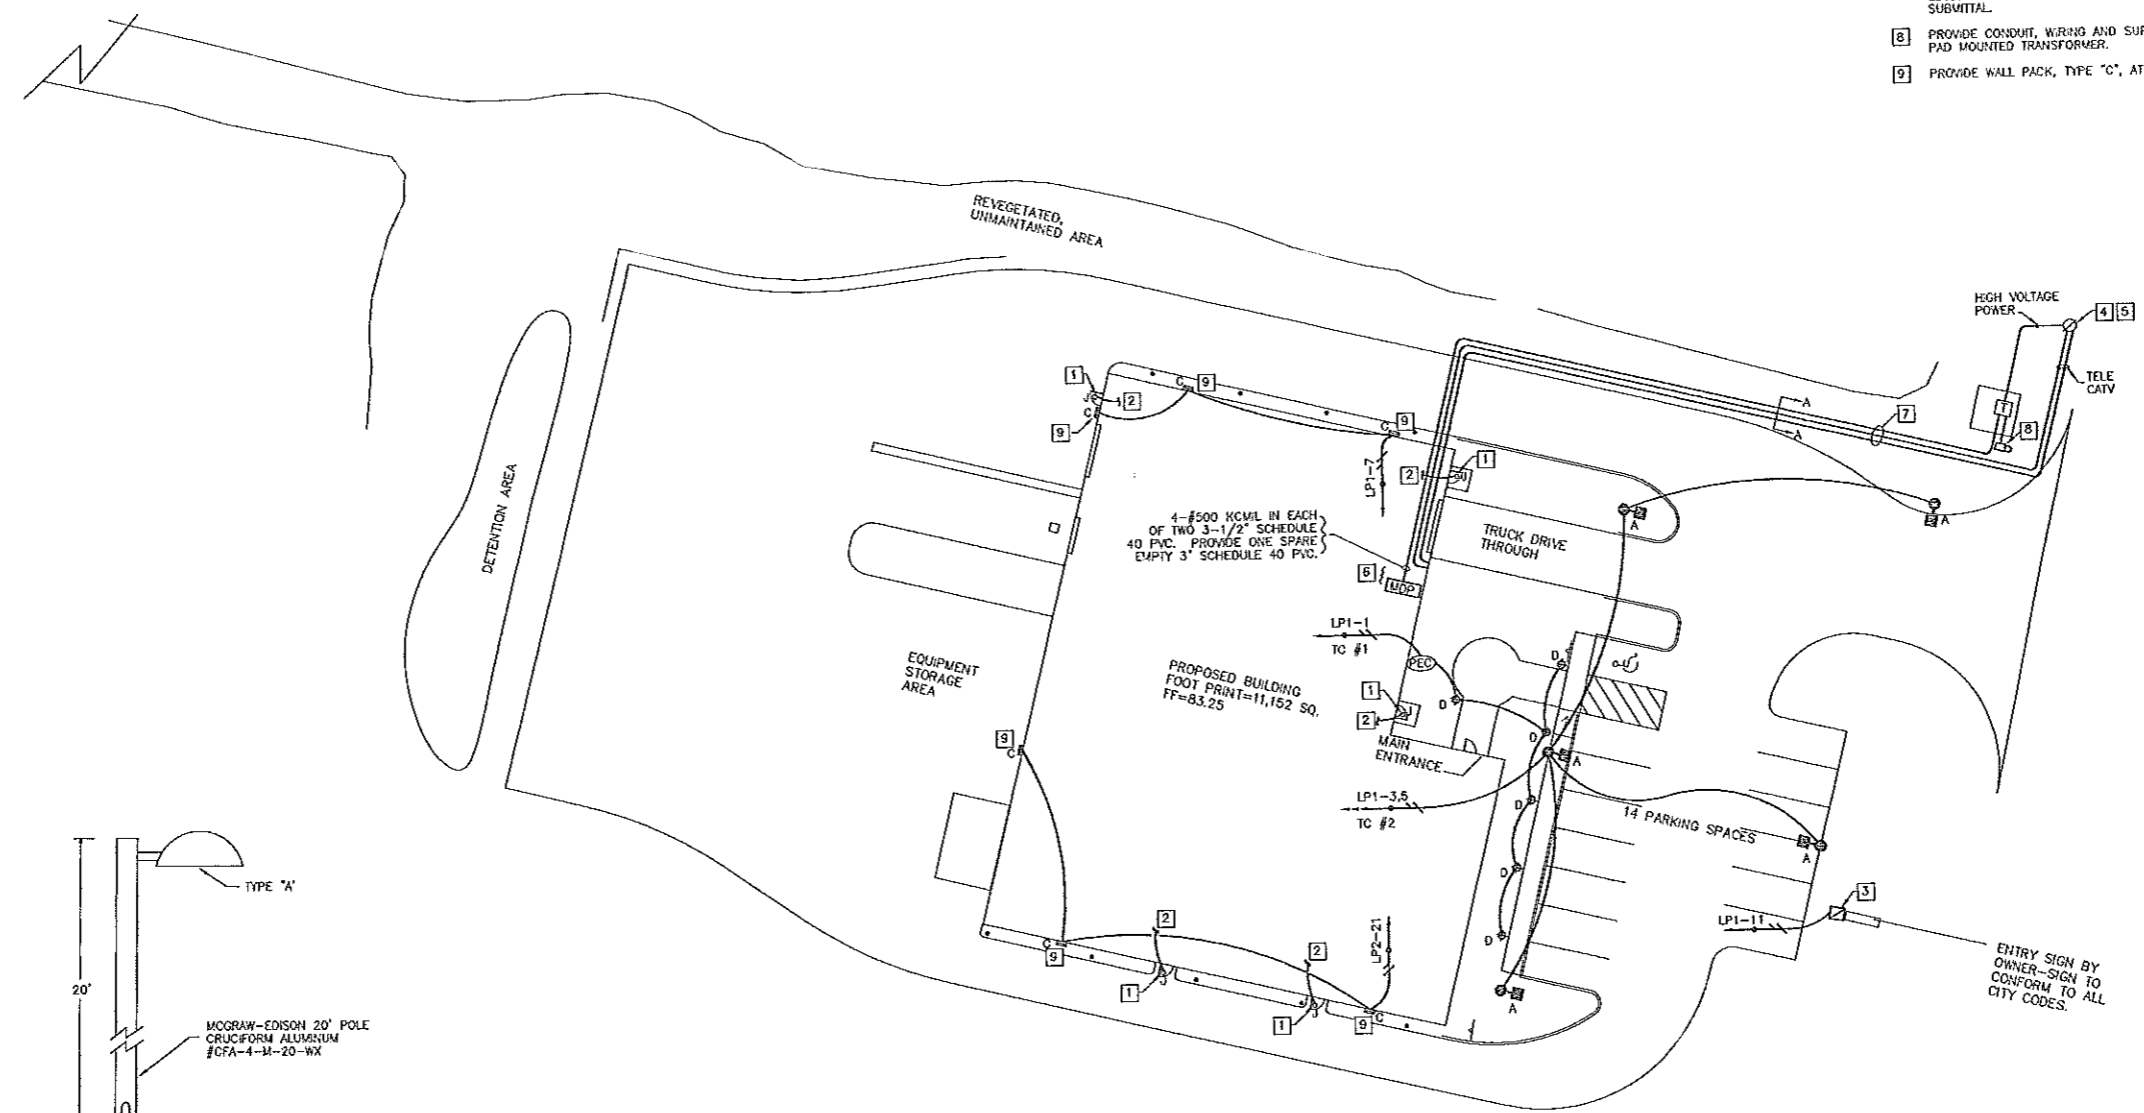 SUBMITTAL.
8 PROVIDE CONDUIT, WIRING AND
PAD MOUNTED TRANSFORMER.
9 PROVIDE WALL PACK, TYPE "C", AT
REVEGETATED,
UNMAINTAINED AREA
HIGH VOLTAGE
POWER
4 5
TELE
CATV
T
8
7
A
A
1
J
2
C
9
C 9
9
C
LP1-7
2
1
J
A
A
DETENTION AREA
4-#500 KCMIL IN EACH
OF TWO 3-1/2" SCHEDULE
40 PVC. PROVIDE ONE SPARE
EMPTY 3" SCHEDULE 40 PVC.
TRUCK DRIVE
THROUGH
6
MDP
LP1-1
TC #1
PEC
D
D
EQUIPMENT
STORAGE
AREA
PROPOSED BUILDING
FOOT PRINT=11,152 SQ.
FF=83.25
1
J
2
MAIN
ENTRANCE
D
A
9
C
LP1-3,5
TC #2
D
14 PARKING SPACES
A
D
TYPE "A"
3
LP1-11
2
C
9
2
LP2-21
D
1
J
1
J
C
9
A
ENTRY SIGN BY
OWNER-SIGN TO
CONFORM TO ALL
CITY CODES.
20'
MCGRAW-EDISON 20' POLE
CRUCIFORM ALUMINUM
#CFA-4-M-20-WX